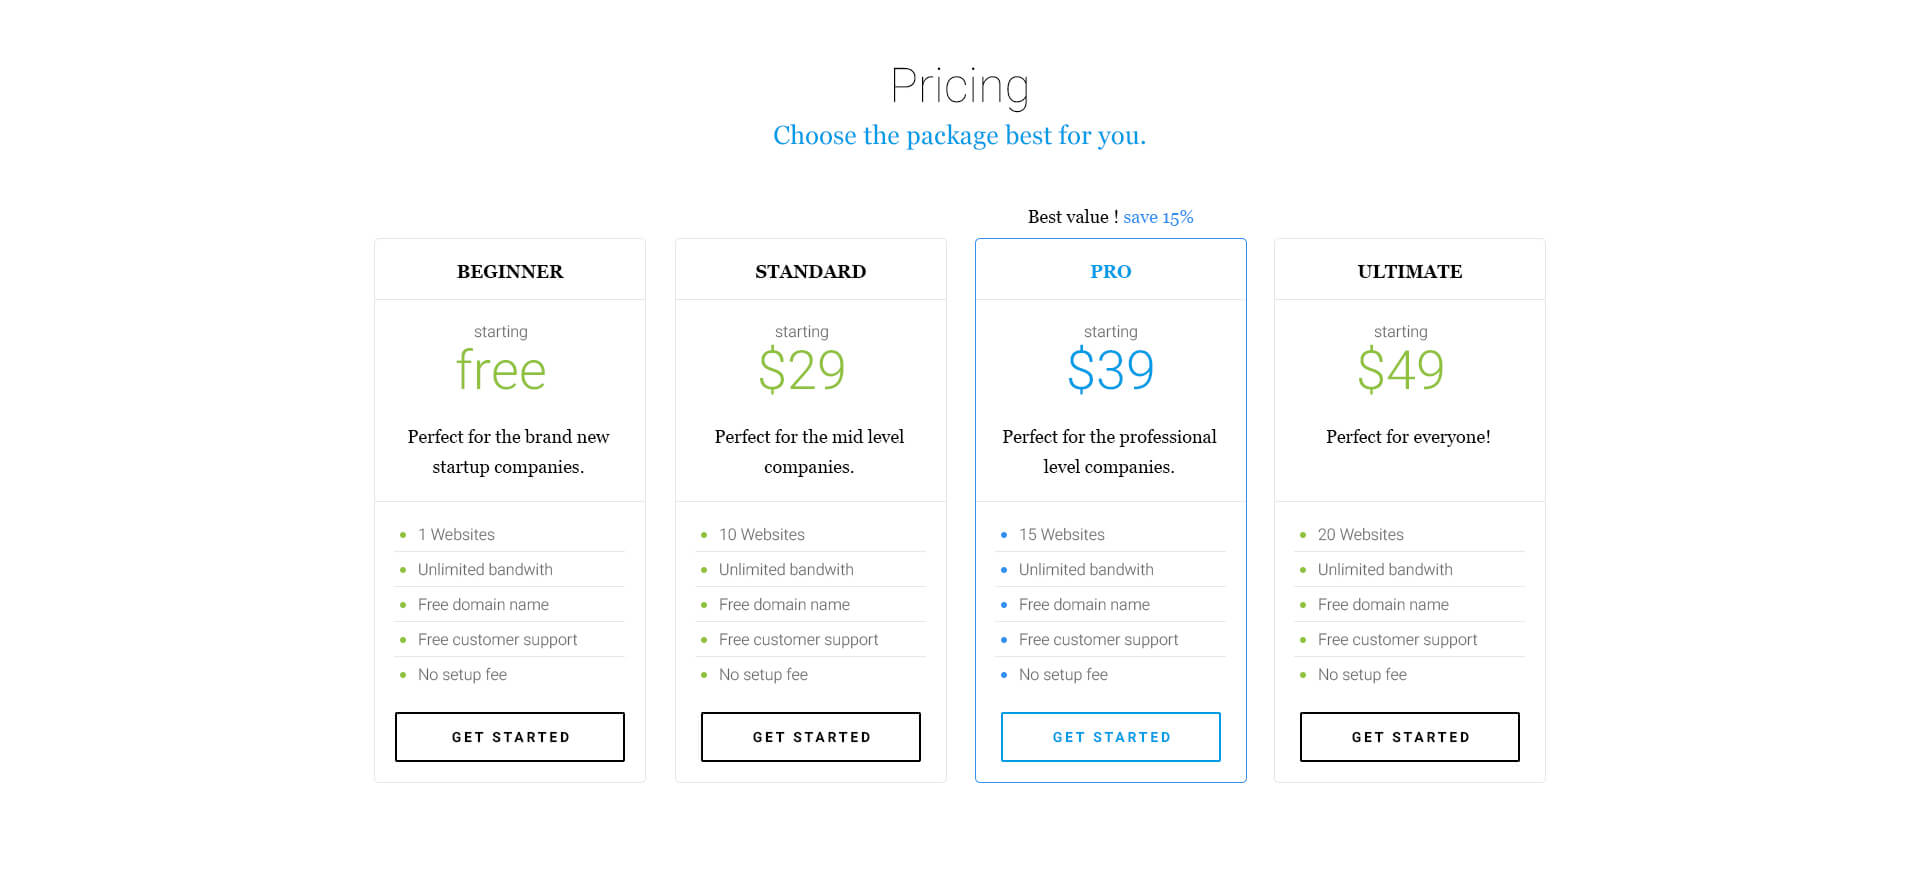 Pricing
Choose the package best for you.
BEGINNER
starting
free
Perfect for the brand new
startup companies.
1 Websites
Unlimited bandwith
Free domain name
Free customer support
No setup fee
GET STARTED
STANDARD
starting
$29
Perfect for the mid level
companies.
10 Websites
Unlimited bandwith
Free domain name
Free customer support
No setup fee
GET STARTED
Best value ! save 15%
PRO
starting
$39
Perfect for the professional
level companies.
15 Websites
Unlimited bandwith
Free domain name
Free customer support
No setup fee
GET STARTED
ULTIMATE
starting
$49
Perfect for everyone!
20 Websites
Unlimited bandwith
Free domain name
Free customer support
No setup fee
GET STARTED